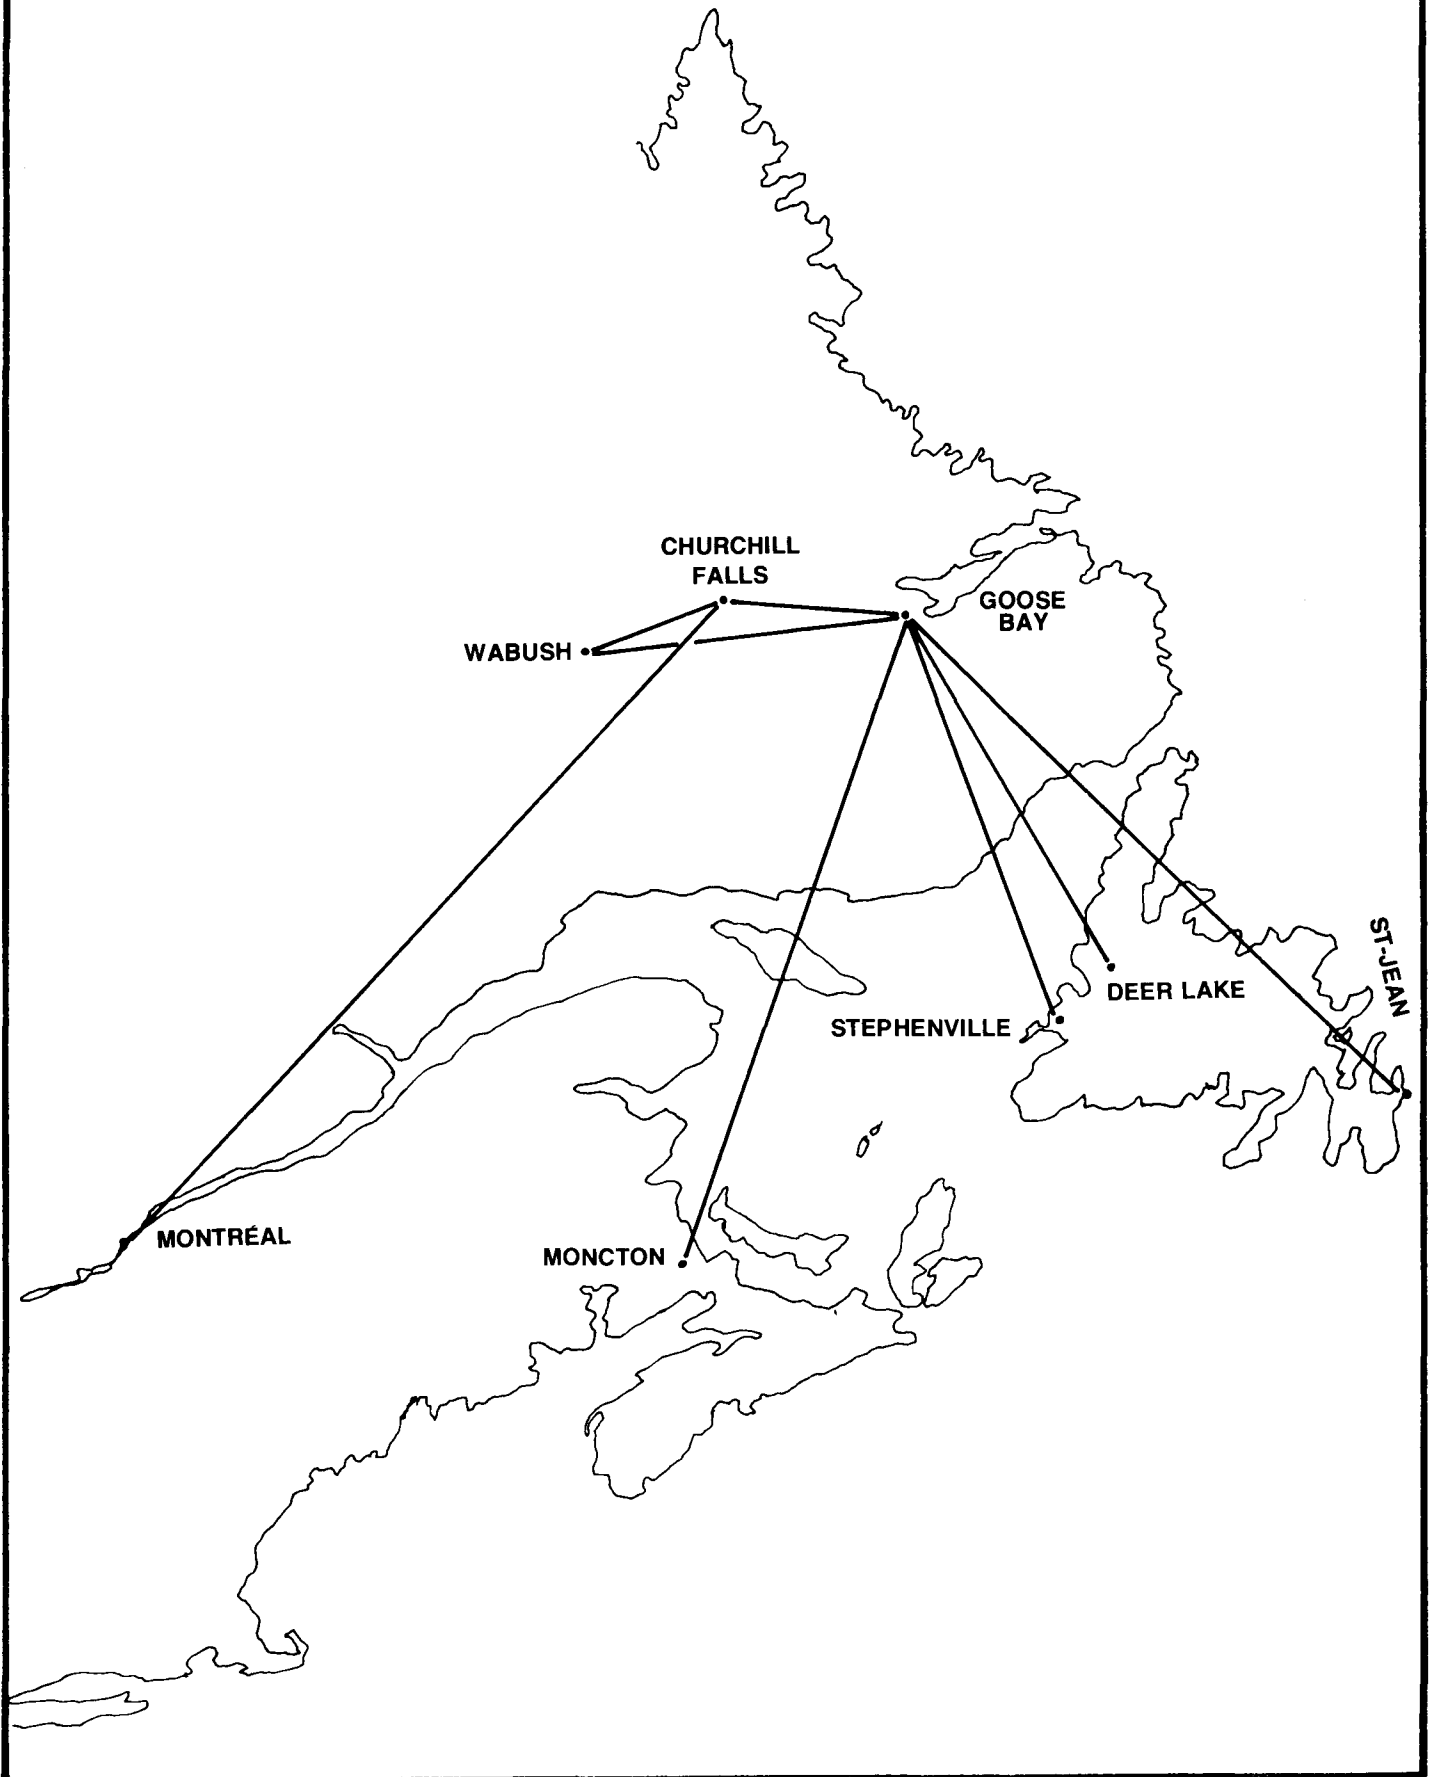 CHURCHILL
FALLS
GOOSE
BAY
WABUSH
ST-JEAN
DEER LAKE
STEPHENVILLE
MONTRÉAL
MONCTON